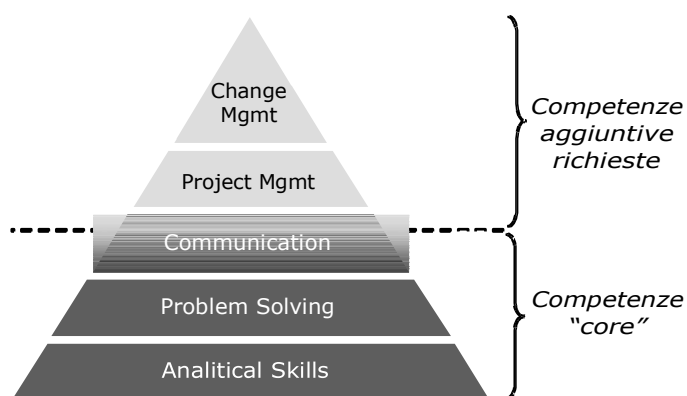 Change
Mgmt
Project Mgmt
Communication
Problem Solving
Analitical Skills
Competenze
aggiuntive
richieste
Competenze
“core”